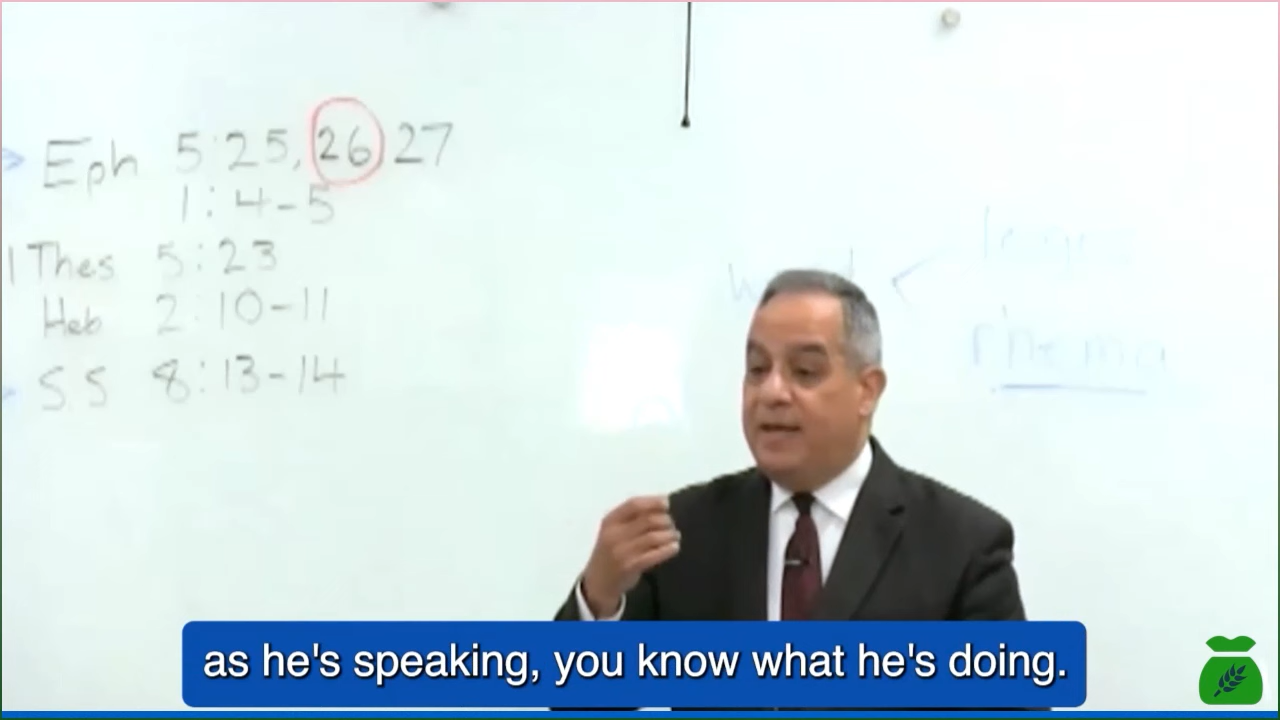 Eph 5:25, 26 27
1:4-5
1 Thes 5:23
Heb 2:10-11
S.S 8:13-14
rhema
as he's speaking, you know what he's doing.